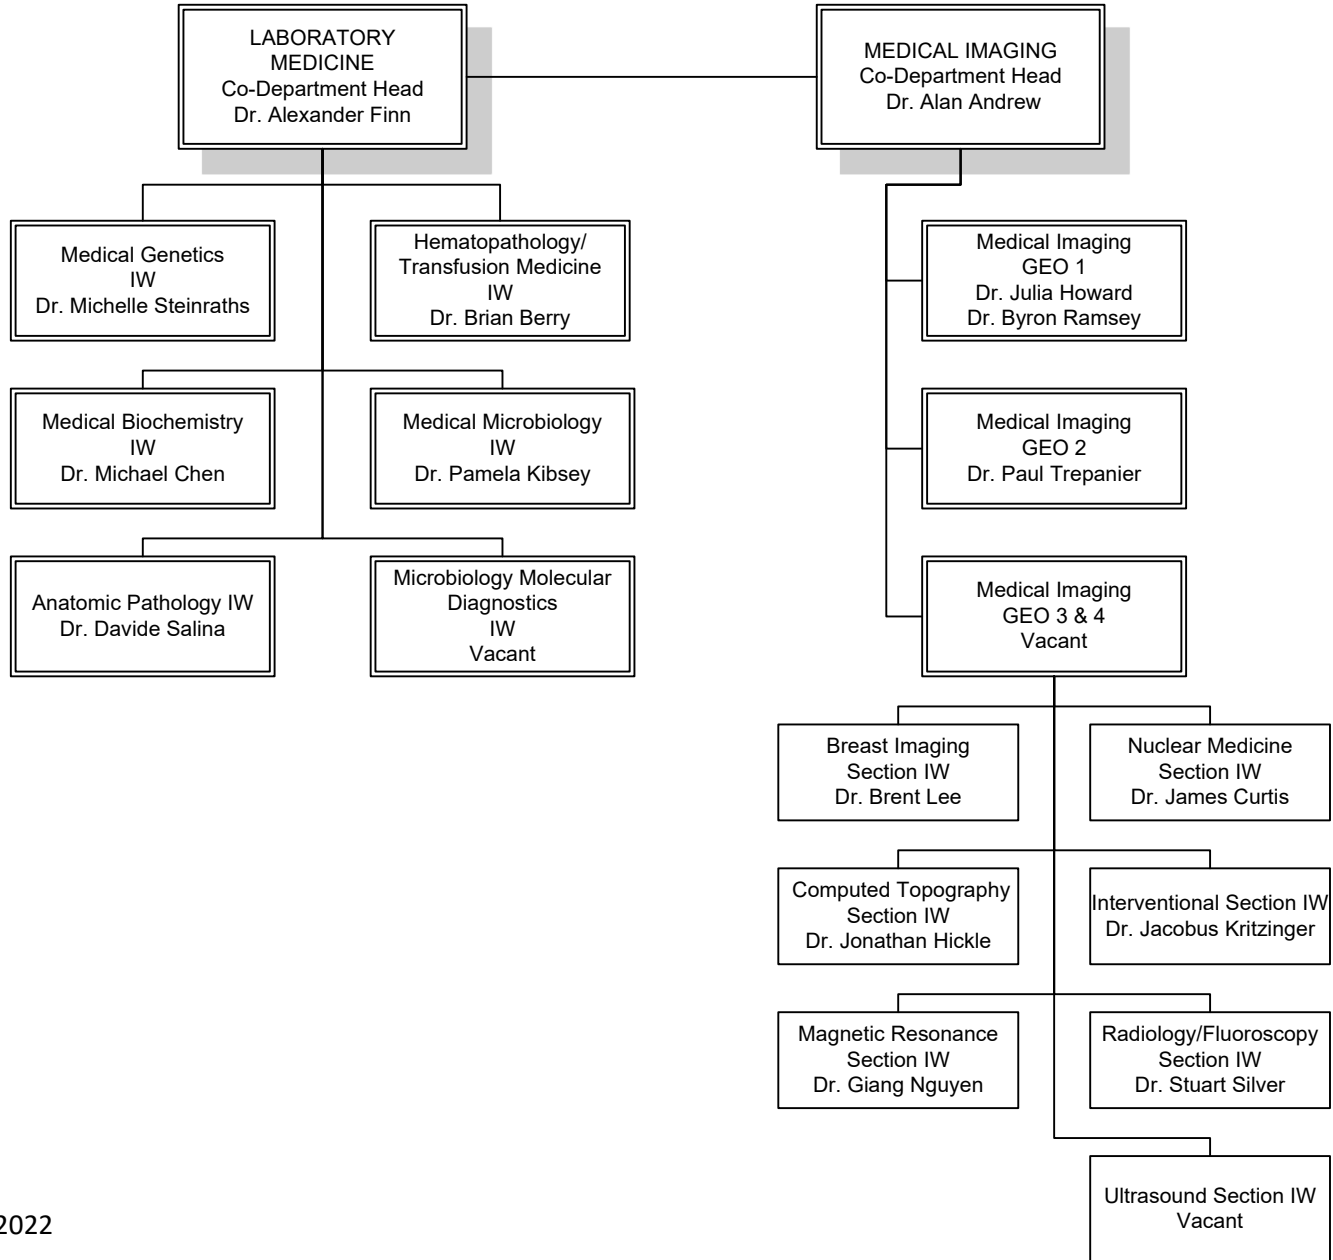 LABORATORY
MEDICINE
Co-Department Head
Dr. Alexander Finn
MEDICAL IMAGING
Co-Department Head
Dr. Alan Andrew
Medical Genetics
IW
Dr. Michelle Steinraths
Hematopathology/
Transfusion Medicine
IW
Dr. Brian Berry
Medical Biochemistry
IW
Dr. Michael Chen
Medical Microbiology
IW
Dr. Pamela Kibsey
Anatomic Pathology IW
Dr. Davide Salina
Microbiology Molecular
Diagnostics
IW
Vacant
Medical Imaging
GEO 1
Dr. Julia Howard
Dr. Byron Ramsey
Medical Imaging
GEO 2
Dr. Paul Trepanier
Medical Imaging
GEO 3 & 4
Vacant
Breast Imaging
Section IW
Dr. Brent Lee
Nuclear Medicine
Section IW
Dr. James Curtis
Computed Topography
Section IW
Dr. Jonathan Hickle
Interventional Section IW
Dr. Jacobus Kritzinger
Magnetic Resonance
Section IW
Dr. Giang Nguyen
Radiology/Fluoroscopy
Section IW
Dr. Stuart Silver
Ultrasound Section IW
Vacant
2022